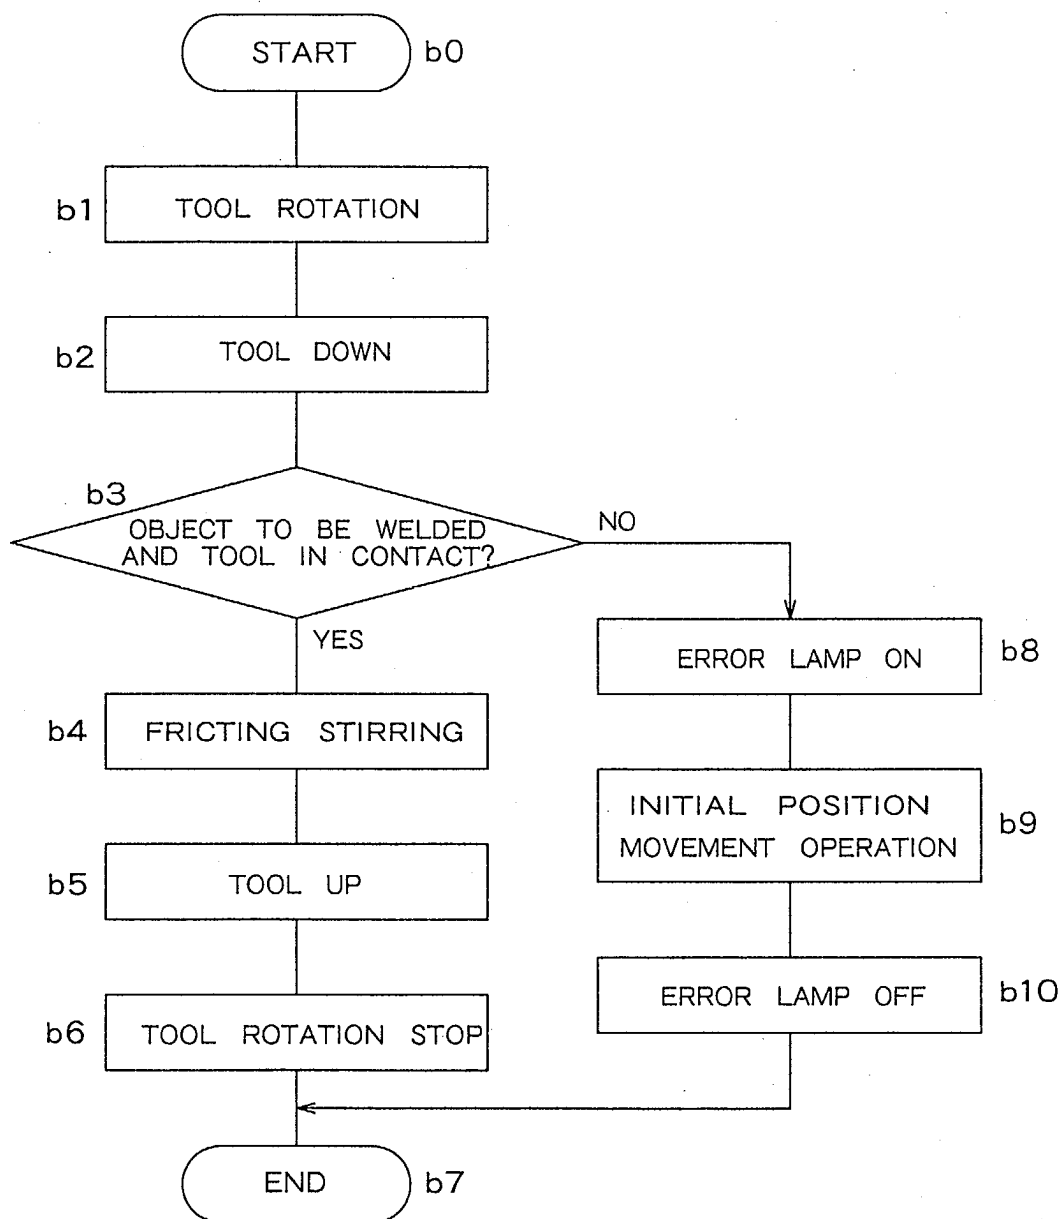 START b0
b1 TOOL ROTATION
b2 TOOL DOWN
b3
OBJECT TO BE WELDED
AND TOOL IN CONTACT?
NO
YES
ERROR LAMP ON b8
b4 FRICTING STIRRING
INITIAL POSITION
MOVEMENT OPERATION
b9
b5 TOOL UP
ERROR LAMP OFF b10
b6 TOOL ROTATION STOP
END b7